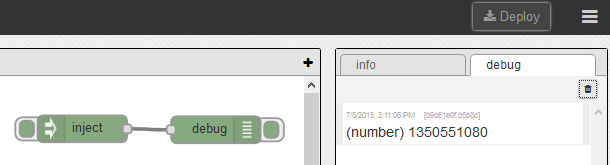 Deploy
info
debug
inject
debug
7/8/2015, 3:11:08 PM [b9c61e0f.b5b8c]
(number) 1350551080